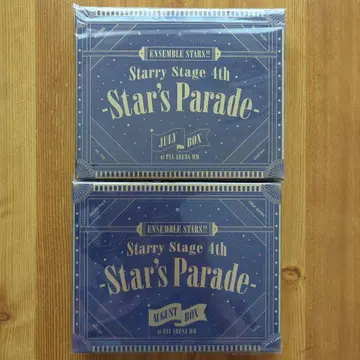 ENSEMBLE STARS!!
Starry Stage 4th
-Star's Parade-
JULY BOX
at PIA ARENA MM
ENSEMBLE STARS!!
Starry Stage 4th
-Star's Parade-
AUGUST BOX
at PIA ARENA MM